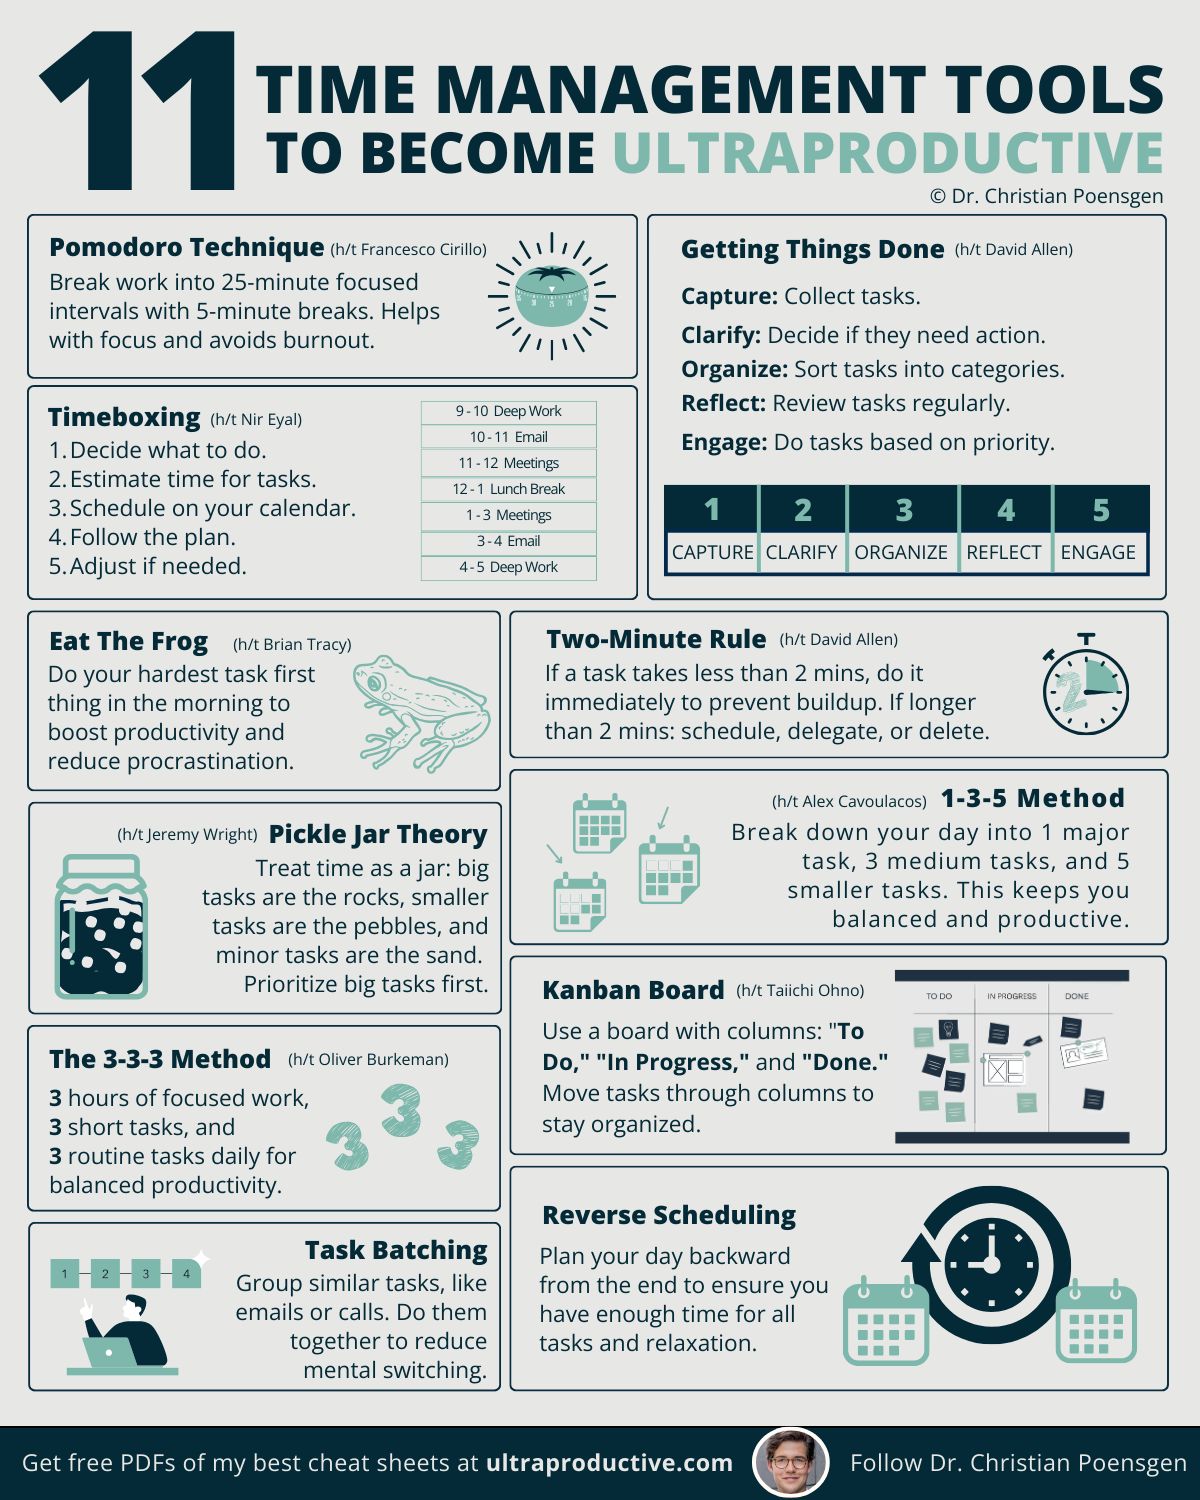 11 TIME MANAGEMENT TOOLS
TO BECOME ULTRAPRODUCTIVE
© Dr. Christian Poensgen
Pomodoro Technique (h/t Francesco Cirillo)
Break work into 25-minute focused
intervals with 5-minute breaks. Helps
with focus and avoids burnout.
Getting Things Done (h/t David Allen)
Capture: Collect tasks.
Clarify: Decide if they need action.
Organize: Sort tasks into categories.
Reflect: Review tasks regularly.
Engage: Do tasks based on priority.
1 2 3 4 5
CAPTURE CLARIFY ORGANIZE REFLECT ENGAGE
Timeboxing (h/t Nir Eyal)
1. Decide what to do.
2. Estimate time for tasks.
3. Schedule on your calendar.
4. Follow the plan.
5. Adjust if needed.
9 - 10 Deep Work
10 - 11 Email
11 - 12 Meetings
12 - 1 Lunch Break
1 - 3 Meetings
3 - 4 Email
4 - 5 Deep Work
Eat The Frog (h/t Brian Tracy)
Do your hardest task first
thing in the morning to
boost productivity and
reduce procrastination.
Two-Minute Rule (h/t David Allen)
If a task takes less than 2 mins, do it
immediately to prevent buildup. If longer
than 2 mins: schedule, delegate, or delete.
2
(h/t Jeremy Wright) Pickle Jar Theory
Treat time as a jar: big
tasks are the rocks, smaller
tasks are the pebbles, and
minor tasks are the sand.
Prioritize big tasks first.
(h/t Alex Cavoulacos) 1-3-5 Method
Break down your day into 1 major
task, 3 medium tasks, and 5
smaller tasks. This keeps you
balanced and productive.
Kanban Board (h/t Taiichi Ohno)
Use a board with columns: "To
Do," "In Progress," and "Done."
Move tasks through columns to
stay organized.
TO DO IN PROGRESS DONE
The 3-3-3 Method (h/t Oliver Burkeman)
3 hours of focused work,
3 short tasks, and
3 routine tasks daily for
balanced productivity.
3 3 3
Task Batching
Group similar tasks, like
emails or calls. Do them
together to reduce
mental switching.
1 2 3 4
Reverse Scheduling
Plan your day backward
from the end to ensure you
have enough time for all
tasks and relaxation.
Get free PDFs of my best cheat sheets at ultraproductive.com
Follow Dr. Christian Poensgen